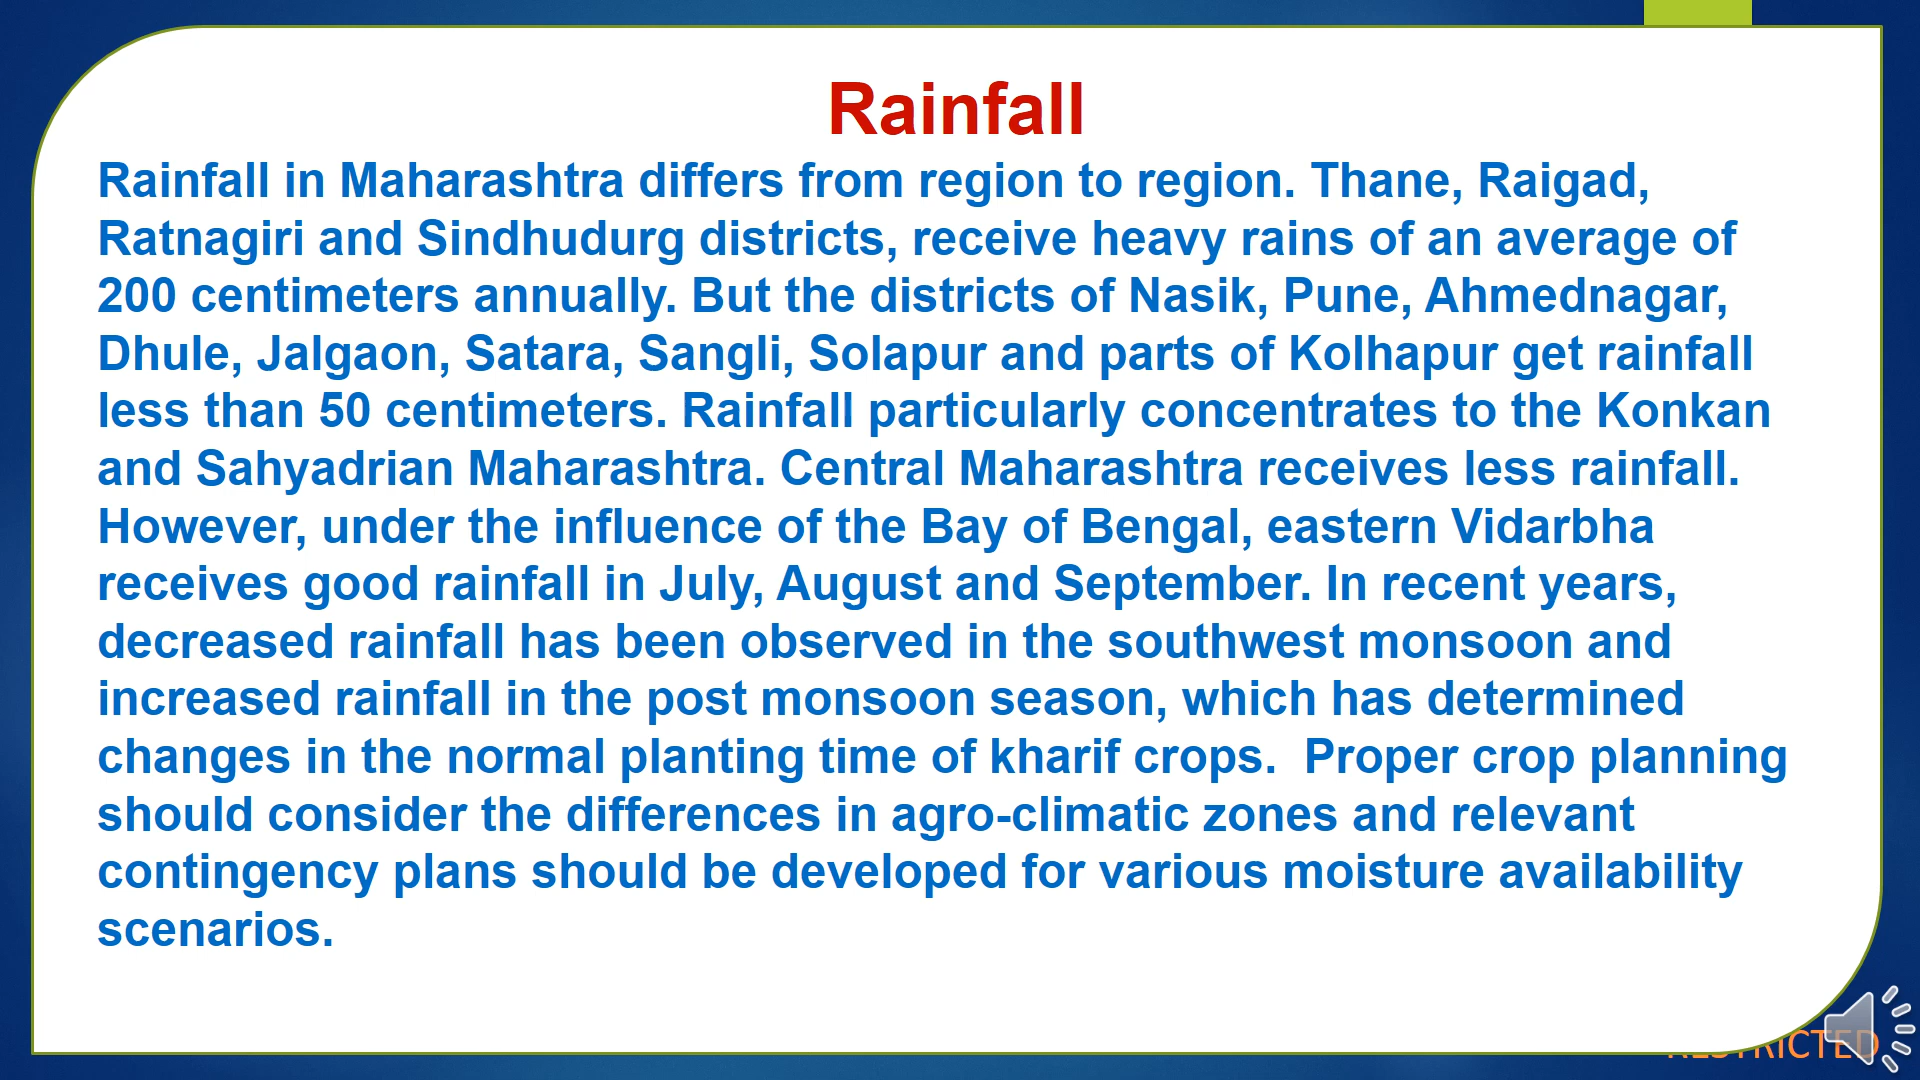 Rainfall
Rainfall in Maharashtra differs from region to region. Thane, Raigad,
Ratnagiri and Sindhudurg districts, receive heavy rains of an average of
200 centimeters annually. But the districts of Nasik, Pune, Ahmednagar,
Dhule, Jalgaon, Satara, Sangli, Solapur and parts of Kolhapur get rainfall
less than 50 centimeters. Rainfall particularly concentrates to the Konkan
and Sahyadrian Maharashtra. Central Maharashtra receives less rainfall.
However, under the influence of the Bay of Bengal, eastern Vidarbha
receives good rainfall in July, August and September. In recent years,
decreased rainfall has been observed in the southwest monsoon and
increased rainfall in the post monsoon season, which has determined
changes in the normal planting time of kharif crops.  Proper crop planning
should consider the differences in agro-climatic zones and relevant
contingency plans should be developed for various moisture availability
scenarios.
RESTRICTED